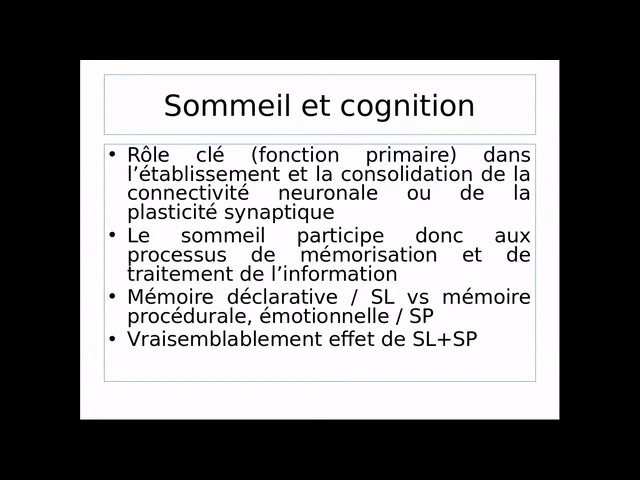 Sommeil et cognition
• Rôle clé (fonction primaire) dans
l’établissement et la consolidation de la
connectivité neuronale ou de la
plasticité synaptique
• Le sommeil participe donc aux
processus de mémorisation et de
traitement de l’information
• Mémoire déclarative / SL vs mémoire
procédurale, émotionnelle / SP
• Vraisemblablement effet de SL+SP